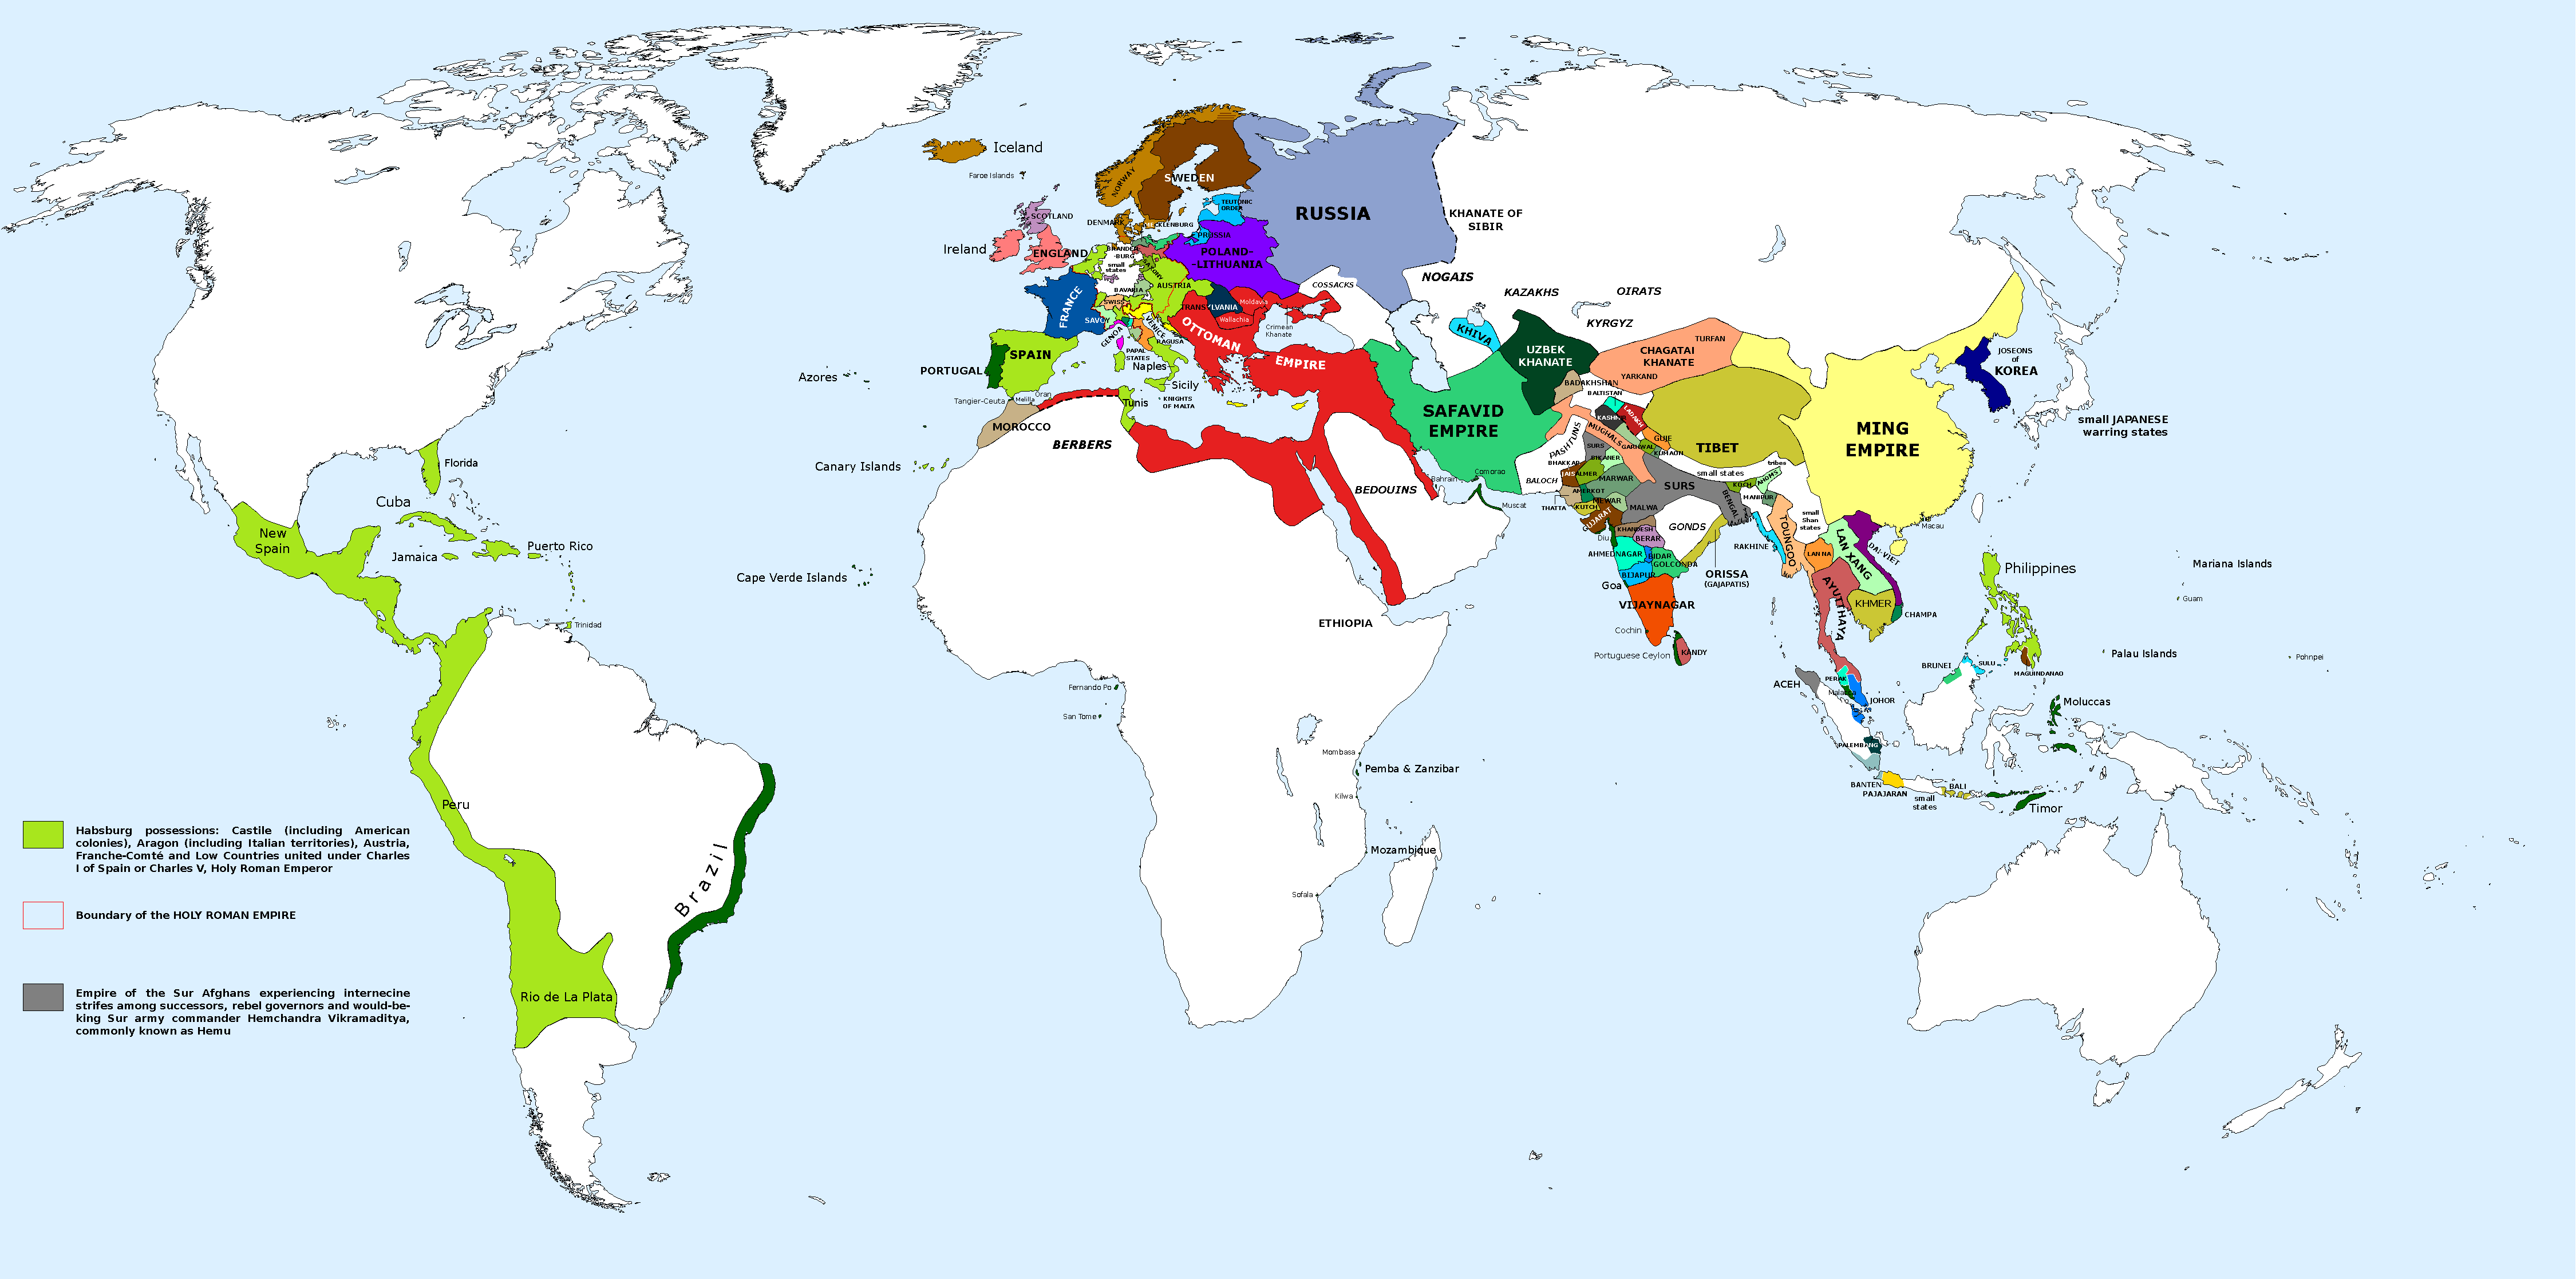 Iceland
Faroe Islands
NORWAY
SWEDEN
RUSSIA
KHANATE OF
SIBIR
SCOTLAND
Ireland
ENGLAND
DENMARK
CKLENBURG
TEUTONIC
ORDER
PRUSSIA
POLAND-
-LITHUANIA
BRANDEN
-BURG
small
states
SAXONY
BAVARIA
AUSTRIA
SWISS
SAVOY
FRANCE
GENOA
VENICE
RAGUSA
PAPAL
STATES
Naples
Sicily
KNIGHTS
OF MALTA
TRANSYLVANIA
Moldavia
Wallachia
Crimean
Khanate
COSSACKS
NOGAIS
KAZAKHS
OIRATS
KYRGYZ
OTTOMAN
EMPIRE
SPAIN
PORTUGAL
Azores
Tangier-Ceuta
Melilla
Oran
Tunis
MOROCCO
BERBERS
Canary Islands
Cape Verde Islands
BEDOUINS
ETHIOPIA
Fernando Po
San Tome
Mombasa
Pemba & Zanzibar
Kilwa
Mozambique
Sofala
KHIVA
UZBEK
KHANATE
CHAGATAI
KHANATE
TURFAN
YARKAND
BADAKHSHAN
BALTISTAN
KASHMIR
LADAKH
GUJE
KUMAON
GARHWAL
MUGHALS
PASHTUNS
SAFAVID
EMPIRE
Bahrain
Comorao
Muscat
BALOCH
BHAKKAR
SURS
BIKANER
JAISALMER
MARWAR
AMERKOT
MEWAR
THATTA
KUTCH
GUJARAT
MALWA
SURS
small states
tribes
KOCH
AHOMS
MANIPUR
BENGAL
Diu
KHANDESH
BERAR
GONDS
AHMEDNAGAR
BIDAR
GOLCONDA
BIJAPUR
Goa
ORISSA
(GAJAPATIS)
VIJAYNAGAR
Cochin
Portuguese Ceylon
KANDY
TIBET
MING
EMPIRE
JOSEONS
of
KOREA
small JAPANESE
warring states
Macau
RAKHINE
TOUNGOO
small
Shan
states
LAN NA
LAN XANG
DAI VIET
AYUTTHAYA
KHMER
CHAMPA
Philippines
Mariana Islands
Guam
Palau Islands
Pohnpei
BRUNEI
SULU
MAGUINDANAO
ACEH
PERAK
Malacca
JOHOR
Moluccas
PALEMBANG
BANTEN
PAJAJARAN
small
states
BALI
Timor
Florida
Cuba
Jamaica
Puerto Rico
Trinidad
New
Spain
Peru
Brazil
Rio de La Plata
Habsburg possessions: Castile (including American
colonies), Aragon (including Italian territories), Austria,
Franche-Comté and Low Countries united under Charles
I of Spain or Charles V, Holy Roman Emperor
Boundary of the HOLY ROMAN EMPIRE
Empire of the Sur Afghans experiencing internecine
strifes among successors, rebel governors and would-be-
king Sur army commander Hemchandra Vikramaditya,
commonly known as Hemu